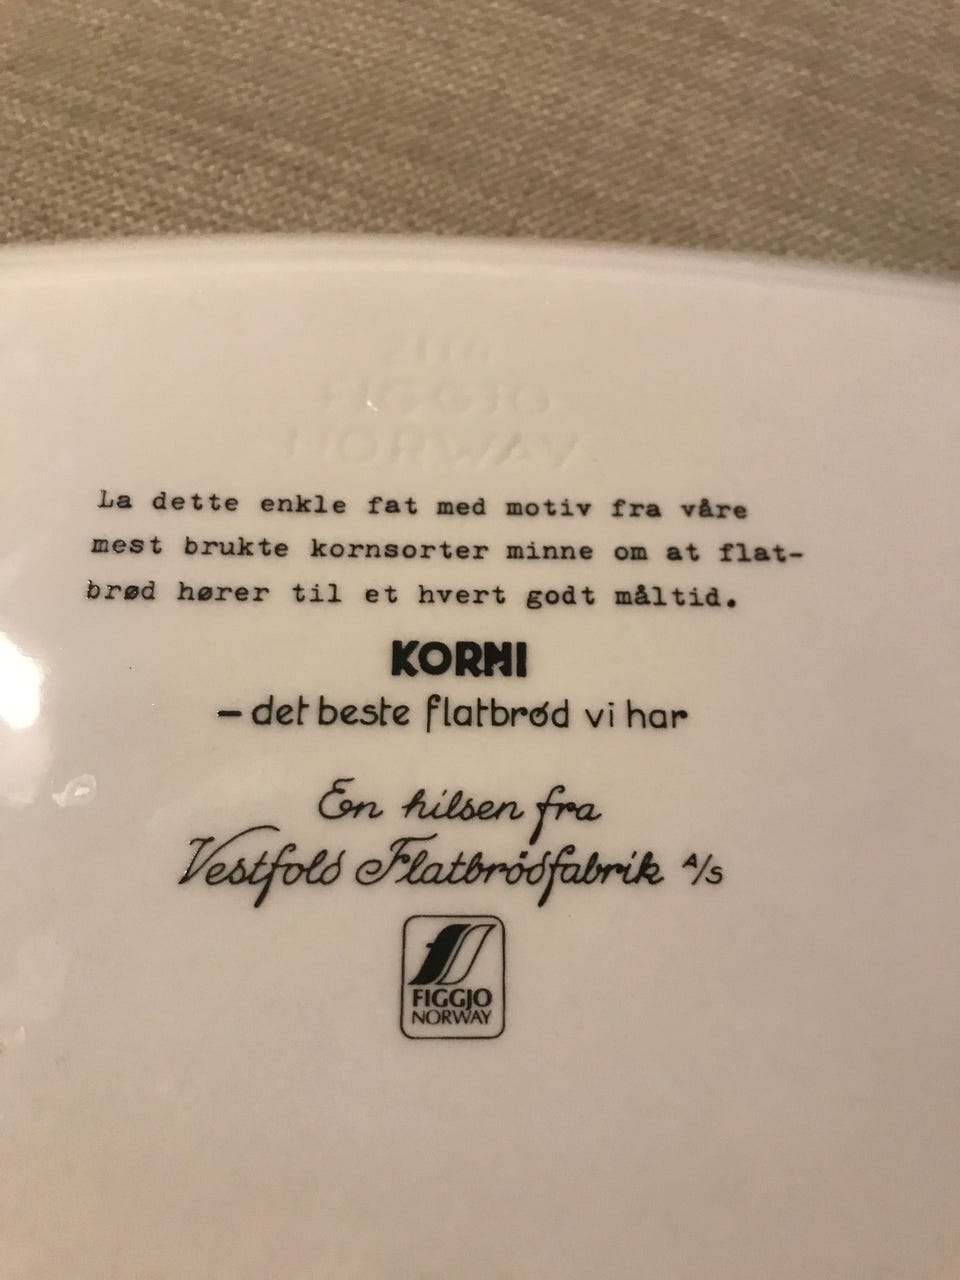 FIGGJO
NORWAY
La dette enkle fat med motiv fra våre
mest brukte kornsorter minne om at flat-
brød hører til et hvert godt måltid.
KORNI
– det beste flatbrød vi har
En hilsen fra
Vestfold Flatbrödfabrik A/S
FIGGJO
NORWAY